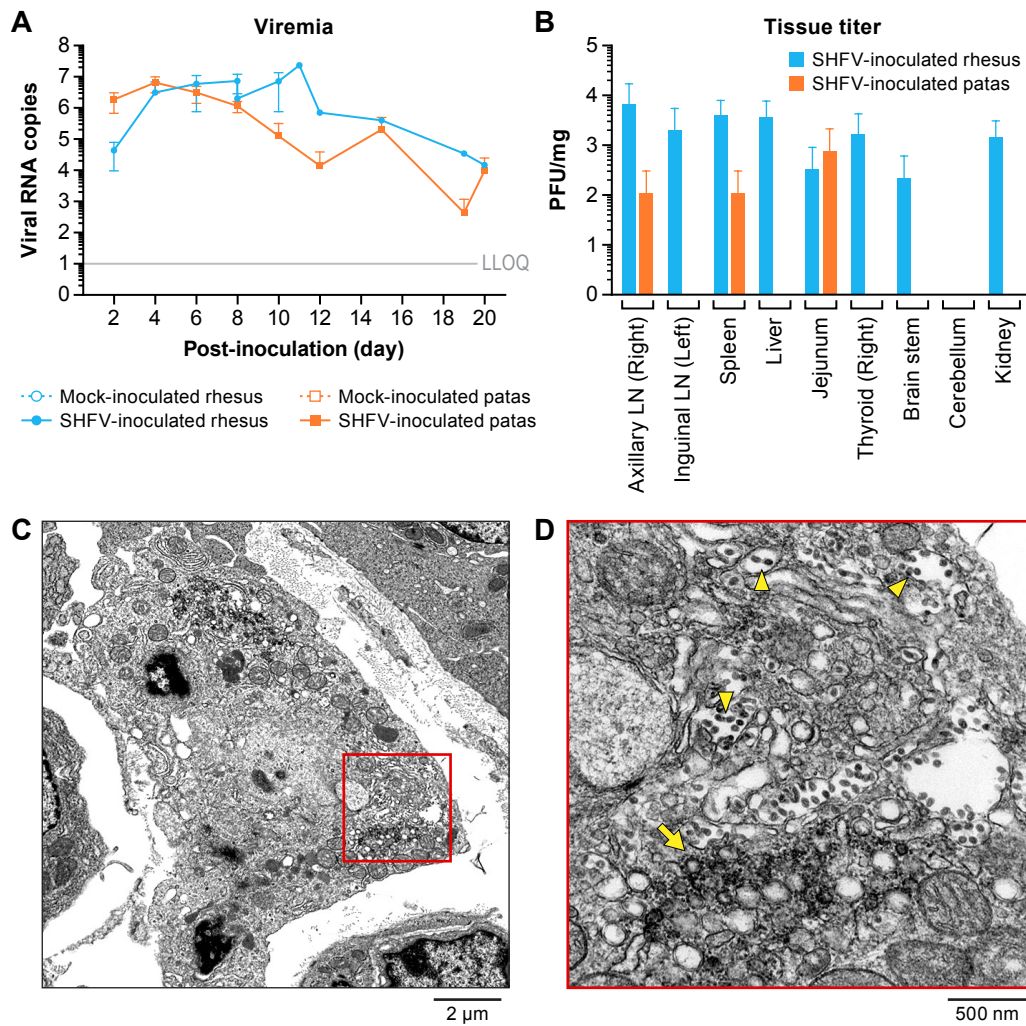 A
Viremia
Viral RNA copies
8
7
6
5
4
3
2
1
0
LLOQ
2 4 6 8 10 12 14 16 18 20
Post-inoculation (day)
Mock-inoculated rhesus
SHFV-inoculated rhesus
Mock-inoculated patas
SHFV-inoculated patas
B
Tissue titer
SHFV-inoculated rhesus
SHFV-inoculated patas
PFU/mg
5
4
3
2
1
0
Axillary LN (Right)
Inguinal LN (Left)
Spleen
Liver
Jejunum
Thyroid (Right)
Brain stem
Cerebellum
Kidney
C
2 µm
D
500 nm